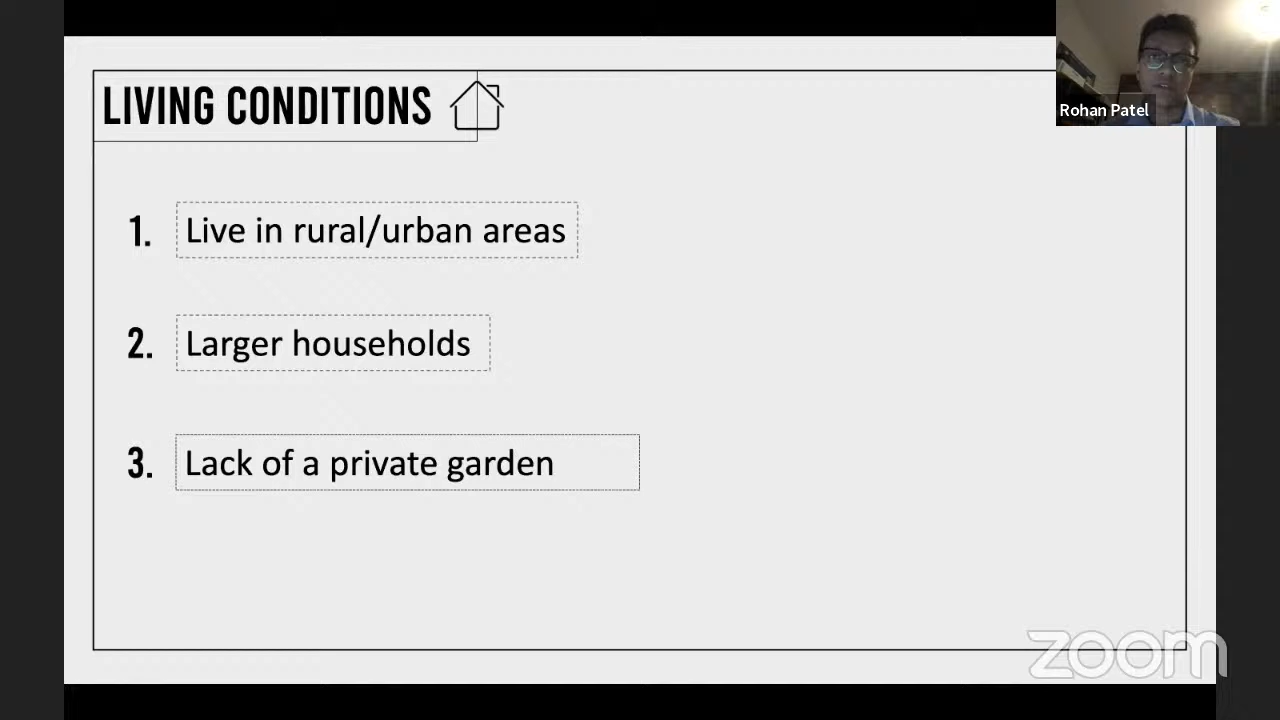 LIVING CONDITIONS
Rohan Patel
1. Live in rural/urban areas
2. Larger households
3. Lack of a private garden
zoom